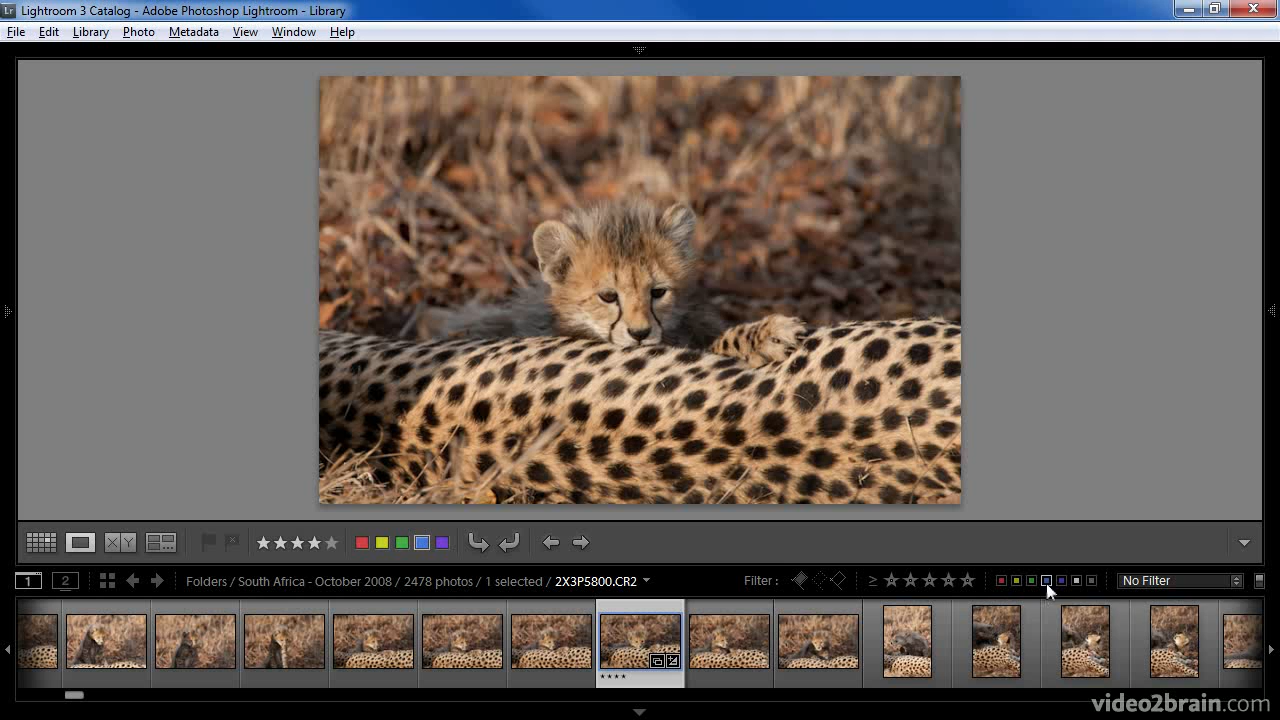 Lr Lightroom 3 Catalog - Adobe Photoshop Lightroom - Library
File Edit Library Photo Metadata View Window Help
X Y
1 2 Folders / South Africa - October 2008 / 2478 photos / 1 selected / 2X3P5800.CR2 Filter : ≥ No Filter
video2brain.com